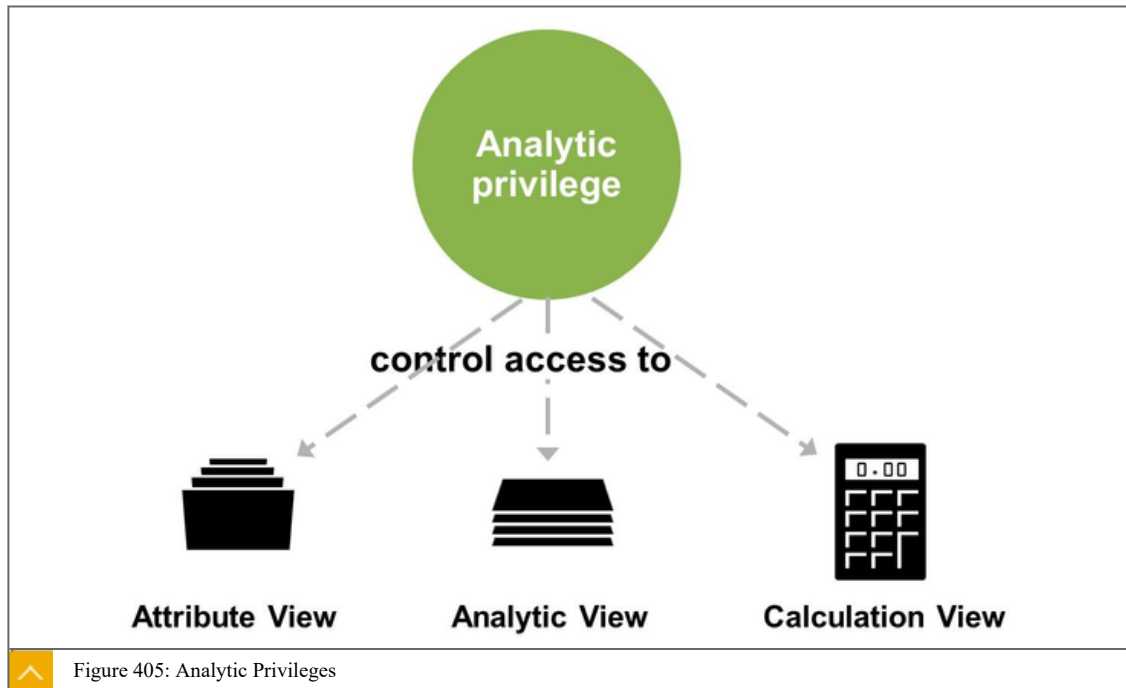 Analytic
privilege
control access to
0.00
Attribute View
Analytic View
Calculation View
Figure 405: Analytic Privileges